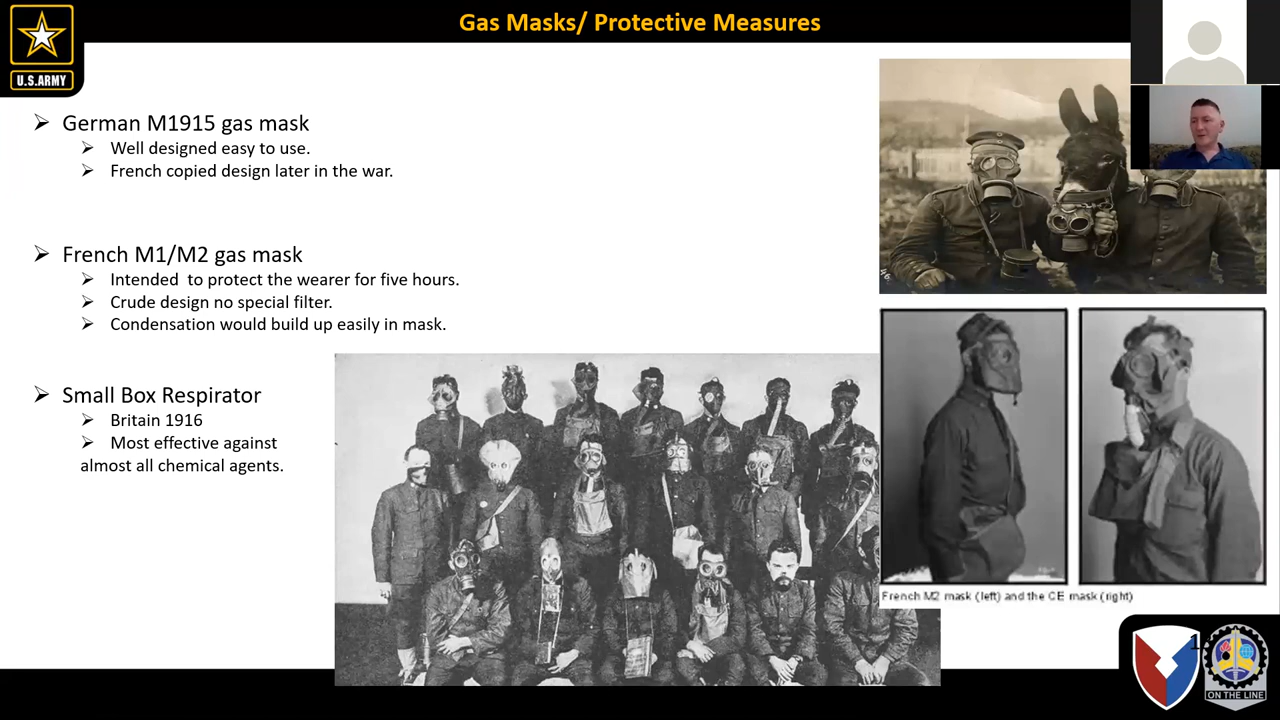 Gas Masks/ Protective Measures
U.S.ARMY
German M1915 gas mask
Well designed easy to use.
French copied design later in the war.
French M1/M2 gas mask
Intended  to protect the wearer for five hours.
Crude design no special filter.
Condensation would build up easily in mask.
Small Box Respirator
Britain 1916
Most effective against
almost all chemical agents.
French M2 mask (left) and the CE mask (right)
ON THE LINE